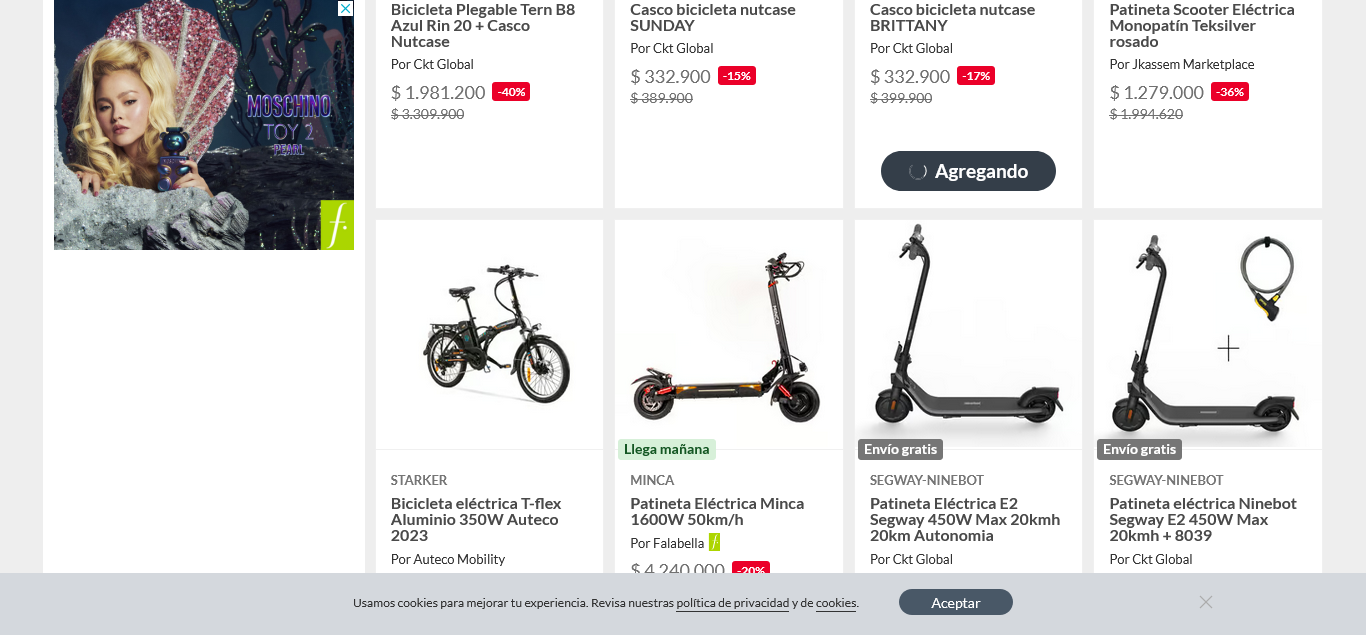 MOSCHINO
TOY 2
PEARL
f.
Bicicleta Plegable Tern B8
Azul Rin 20 + Casco
Nutcase
Por Ckt Global
$ 1.981.200 -40%
$ 3.309.900
Casco bicicleta nutcase
SUNDAY
Por Ckt Global
$ 332.900 -15%
$ 389.900
Casco bicicleta nutcase
BRITTANY
Por Ckt Global
$ 332.900 -17%
$ 399.900
Agregando
Patineta Scooter Eléctrica
Monopatín Teksilver
rosado
Por Jkassem Marketplace
$ 1.279.000 -36%
$ 1.994.620
STARKER
Bicicleta eléctrica T-flex
Aluminio 350W Auteco
2023
Por Auteco Mobility
Llega mañana
MINCA
Patineta Eléctrica Minca
1600W 50km/h
Por Falabella f.
$ 4.240.000 -20%
Envío gratis
SEGWAY-NINEBOT
Patineta Eléctrica E2
Segway 450W Max 20kmh
20km Autonomia
Por Ckt Global
Envío gratis
SEGWAY-NINEBOT
Patineta eléctrica Ninebot
Segway E2 450W Max
20kmh + 8039
Por Ckt Global
Usamos cookies para mejorar tu experiencia. Revisa nuestras política de privacidad y de cookies.
Aceptar